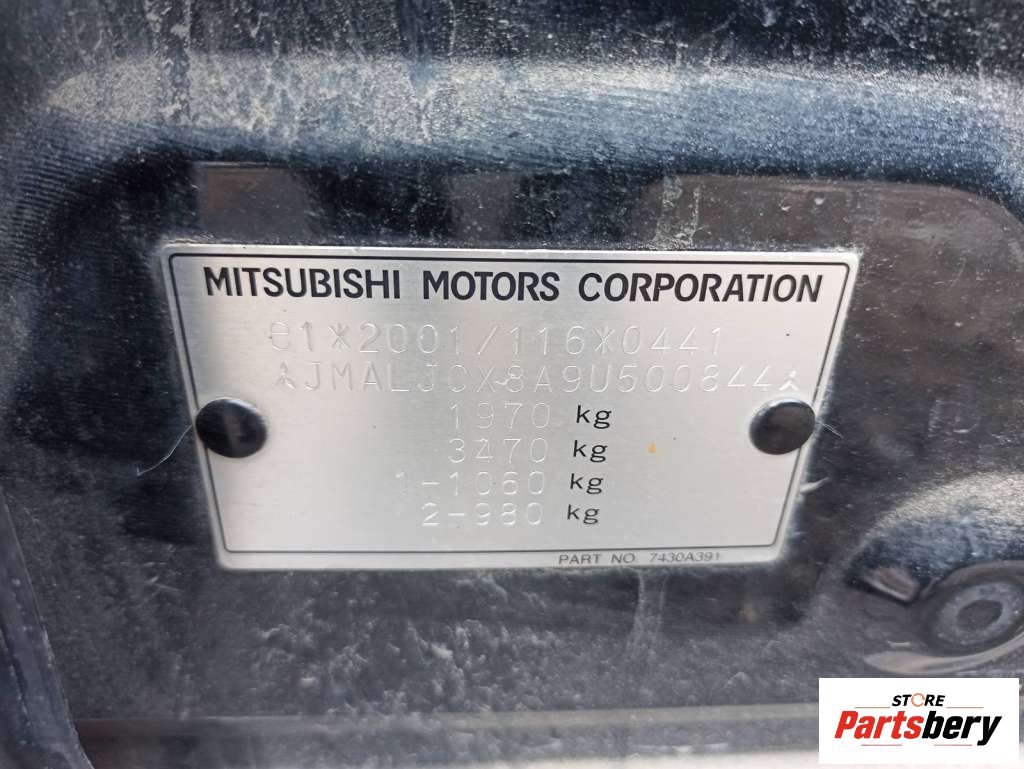 MITSUBISHI MOTORS CORPORATION
e1*2001/116*0441
JMALJCX8A9U500844
1970 kg
3470 kg
1-1060 kg
2-980 kg
PART NO. 7430A391
STORE
Partsbery